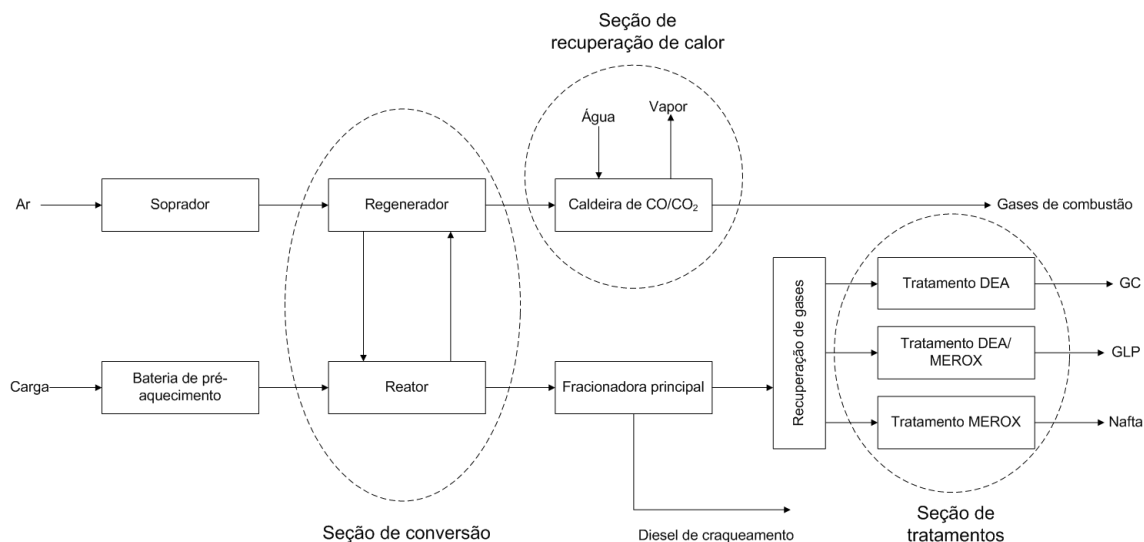 Seção de
recuperação de calor
Água
Vapor
Ar
Soprador
Regenerador
Caldeira de CO/CO₂
Gases de combustão
Recuperação de gases
Tratamento DEA
GC
Tratamento DEA/
MEROX
GLP
Carga
Bateria de pré-
aquecimento
Reator
Fracionadora principal
Tratamento MEROX
Nafta
Seção de conversão
Diesel de craqueamento
Seção de
tratamentos